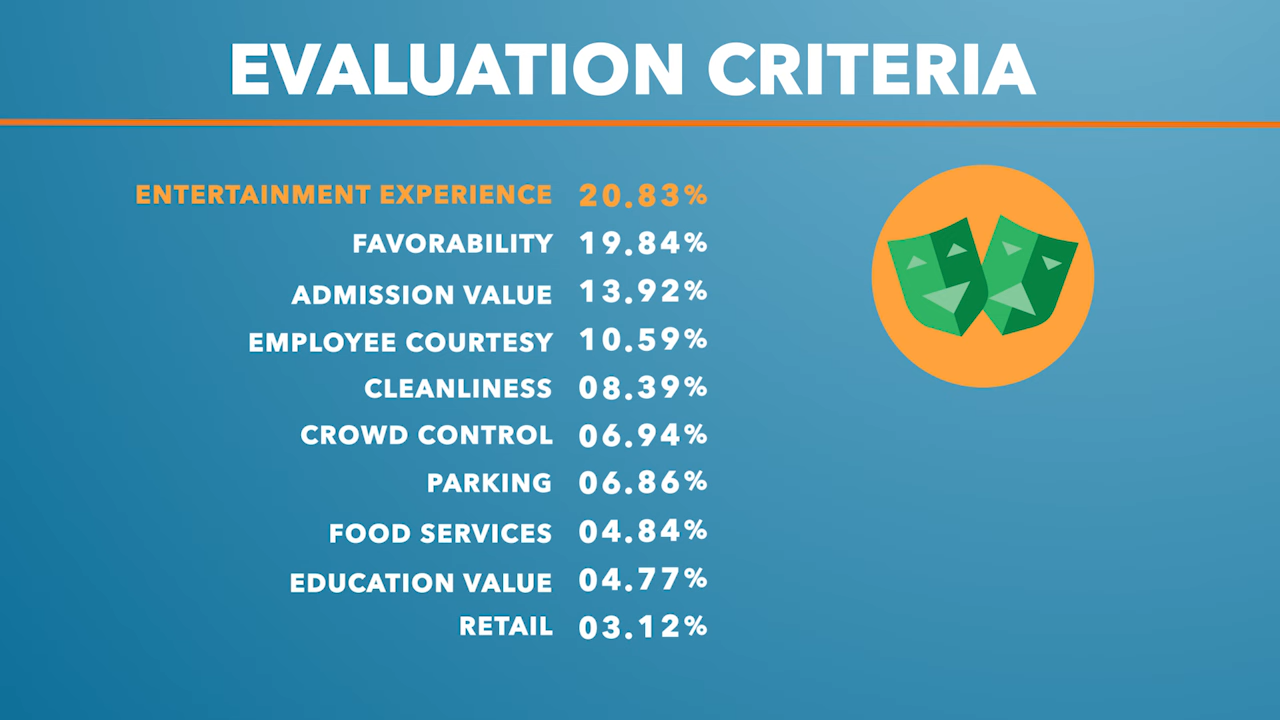 EVALUATION CRITERIA
ENTERTAINMENT EXPERIENCE 20.83%
FAVORABILITY 19.84%
ADMISSION VALUE 13.92%
EMPLOYEE COURTESY 10.59%
CLEANLINESS 08.39%
CROWD CONTROL 06.94%
PARKING 06.86%
FOOD SERVICES 04.84%
EDUCATION VALUE 04.77%
RETAIL 03.12%